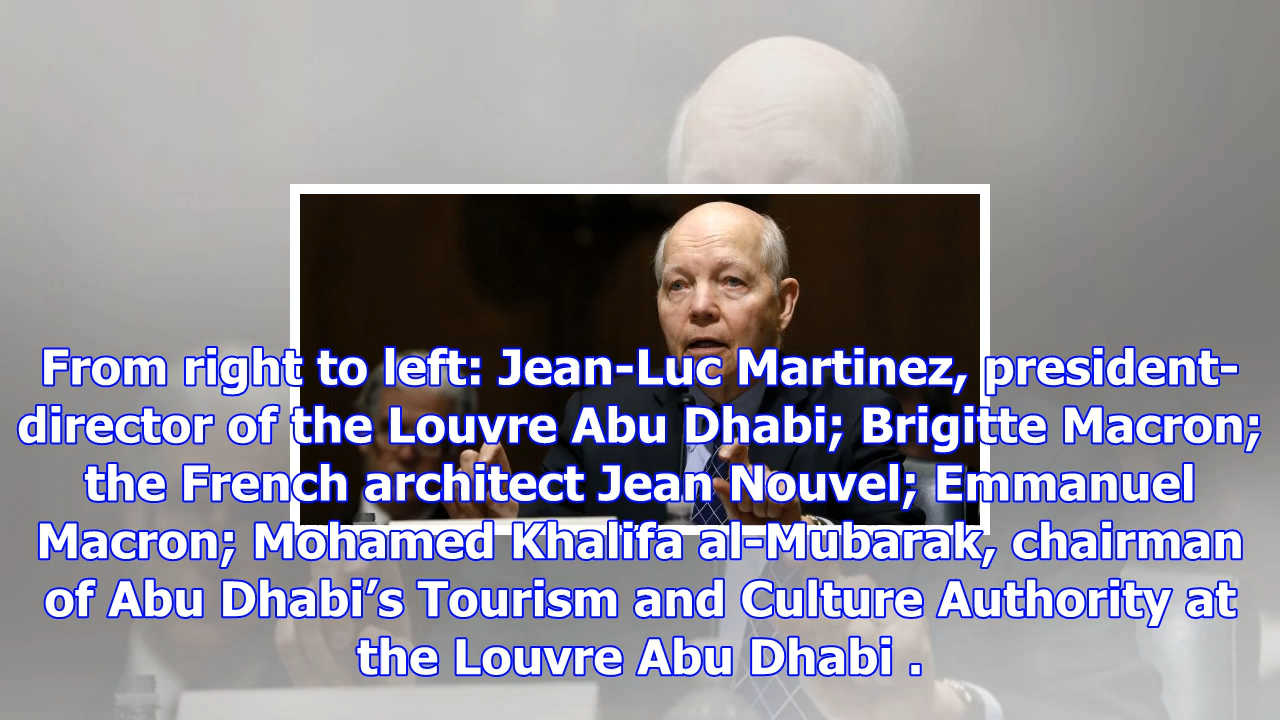 From right to left: Jean-Luc Martinez, president-
director of the Louvre Abu Dhabi; Brigitte Macron;
the French architect Jean Nouvel; Emmanuel
Macron; Mohamed Khalifa al-Mubarak, chairman
of Abu Dhabi’s Tourism and Culture Authority at
the Louvre Abu Dhabi .